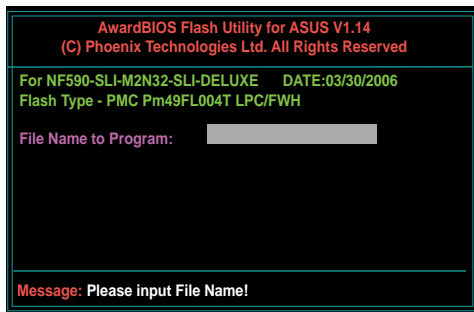 AwardBIOS Flash Utility for ASUS V1.14
(C) Phoenix Technologies Ltd. All Rights Reserved
For NF590-SLI-M2N32-SLI-DELUXE DATE:03/30/2006
Flash Type - PMC Pm49FL004T LPC/FWH
File Name to Program:
Message: Please input File Name!